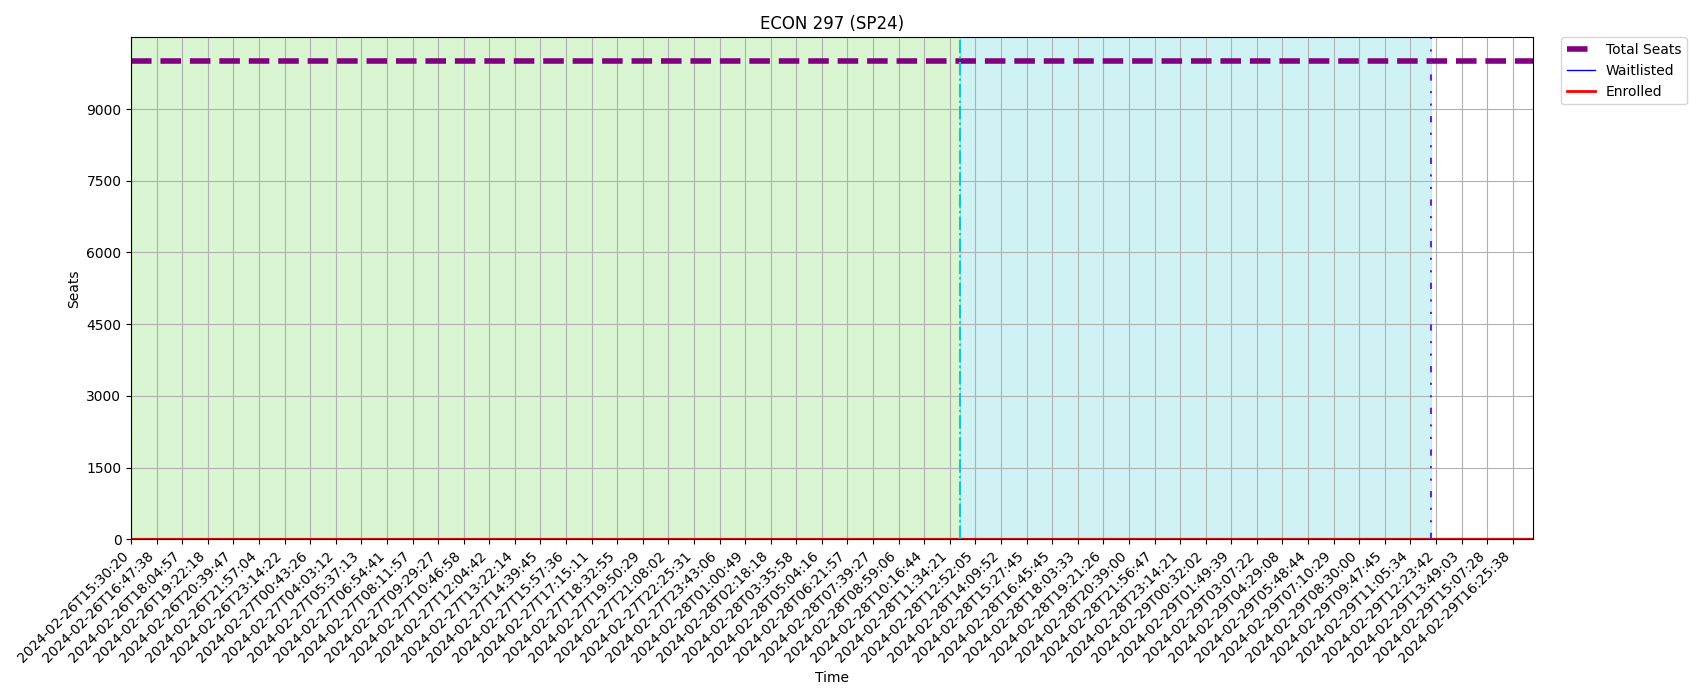 ECON 297 (SP24)
Total Seats
Waitlisted
Enrolled
Seats
9000
7500
6000
4500
3000
1500
0
2024-02-26T15:30:20
2024-02-26T16:47:38
2024-02-26T18:04:57
2024-02-26T19:22:18
2024-02-26T20:39:47
2024-02-26T21:57:04
2024-02-26T23:14:22
2024-02-27T00:43:26
2024-02-27T04:03:12
2024-02-27T05:37:13
2024-02-27T06:54:41
2024-02-27T08:11:57
2024-02-27T09:29:27
2024-02-27T10:46:58
2024-02-27T12:04:42
2024-02-27T13:22:14
2024-02-27T14:39:45
2024-02-27T15:57:36
2024-02-27T17:15:11
2024-02-27T18:32:55
2024-02-27T19:50:29
2024-02-27T21:08:02
2024-02-27T22:25:31
2024-02-27T23:43:06
2024-02-28T01:00:49
2024-02-28T02:18:18
2024-02-28T03:35:58
2024-02-28T05:04:16
2024-02-28T06:21:57
2024-02-28T07:39:27
2024-02-28T08:59:06
2024-02-28T10:16:44
2024-02-28T11:34:21
2024-02-28T12:52:05
2024-02-28T14:09:52
2024-02-28T15:27:45
2024-02-28T16:45:45
2024-02-28T18:03:33
2024-02-28T19:21:26
2024-02-28T20:39:00
2024-02-28T21:56:47
2024-02-28T23:14:21
2024-02-29T00:32:02
2024-02-29T01:49:39
2024-02-29T03:07:22
2024-02-29T04:29:08
2024-02-29T05:48:44
2024-02-29T07:10:29
2024-02-29T08:30:00
2024-02-29T09:47:45
2024-02-29T11:05:34
2024-02-29T12:23:42
2024-02-29T13:49:03
2024-02-29T15:07:28
2024-02-29T16:25:38
Time